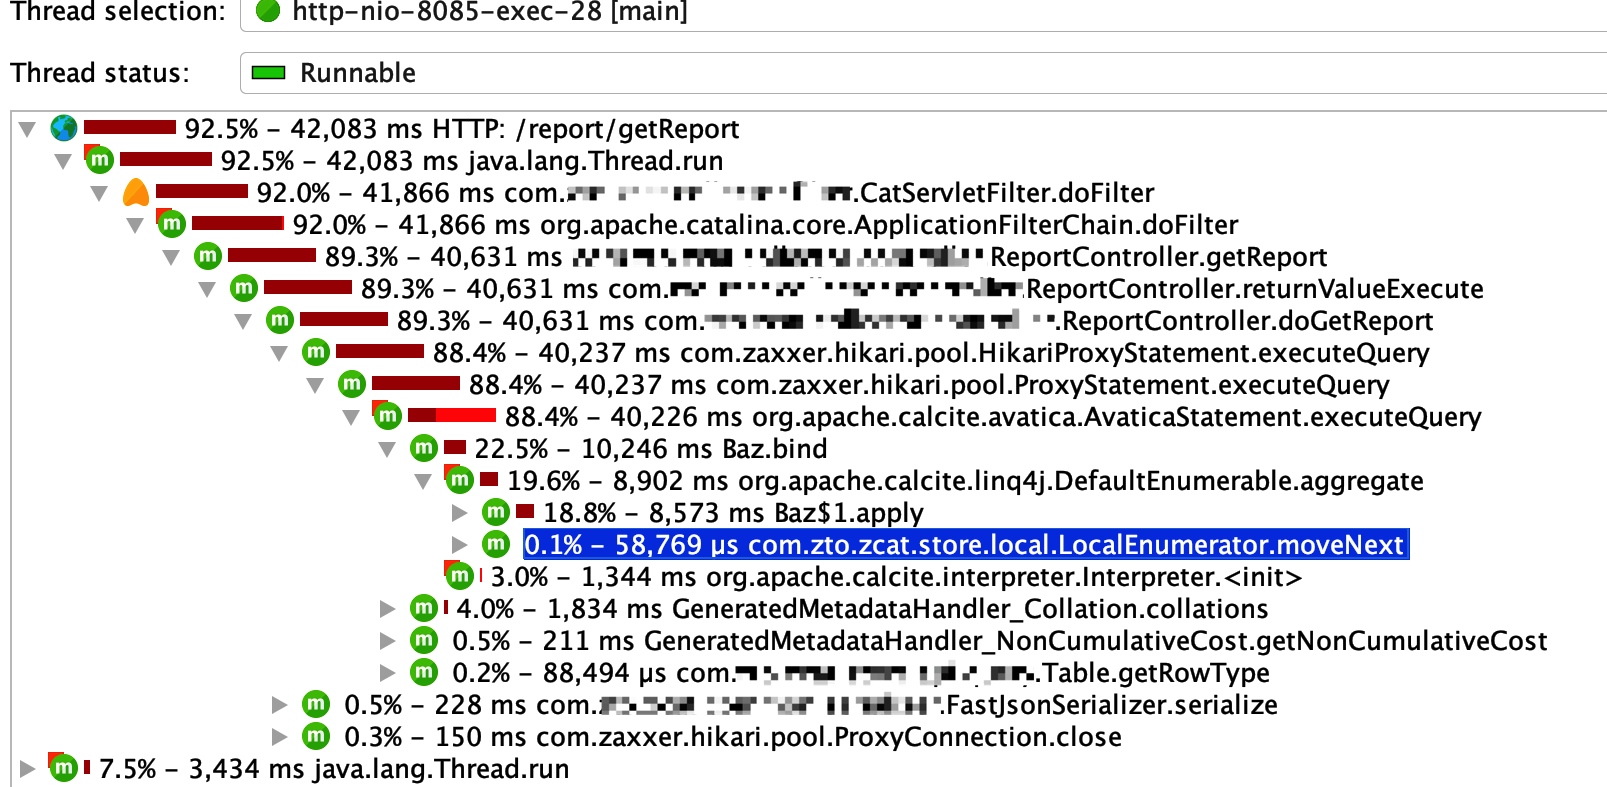 Thread selection: http-nio-8085-exec-28 [main]
Thread status: Runnable
92.5% – 42,083 ms HTTP: /report/getReport
m 92.5% – 42,083 ms java.lang.Thread.run
92.0% – 41,866 ms com. .CatServletFilter.doFilter
m 92.0% – 41,866 ms org.apache.catalina.core.ApplicationFilterChain.doFilter
m 89.3% – 40,631 ms ReportController.getReport
m 89.3% – 40,631 ms com. .ReportController.returnValueExecute
m 89.3% – 40,631 ms com. .ReportController.doGetReport
m 88.4% – 40,237 ms com.zaxxer.hikari.pool.HikariProxyStatement.executeQuery
m 88.4% – 40,237 ms com.zaxxer.hikari.pool.ProxyStatement.executeQuery
m 88.4% – 40,226 ms org.apache.calcite.avatica.AvaticaStatement.executeQuery
m 22.5% – 10,246 ms Baz.bind
m 19.6% – 8,902 ms org.apache.calcite.linq4j.DefaultEnumerable.aggregate
m 18.8% – 8,573 ms Baz$1.apply
m 0.1% – 58,769 µs com.zto.zcat.store.local.LocalEnumerator.moveNext
m 3.0% – 1,344 ms org.apache.calcite.interpreter.Interpreter.<init>
m 4.0% – 1,834 ms GeneratedMetadataHandler_Collation.collations
m 0.5% – 211 ms GeneratedMetadataHandler_NonCumulativeCost.getNonCumulativeCost
m 0.2% – 88,494 µs com. .Table.getRowType
m 0.5% – 228 ms com. .FastJsonSerializer.serialize
m 0.3% – 150 ms com.zaxxer.hikari.pool.ProxyConnection.close
m 7.5% – 3,434 ms java.lang.Thread.run